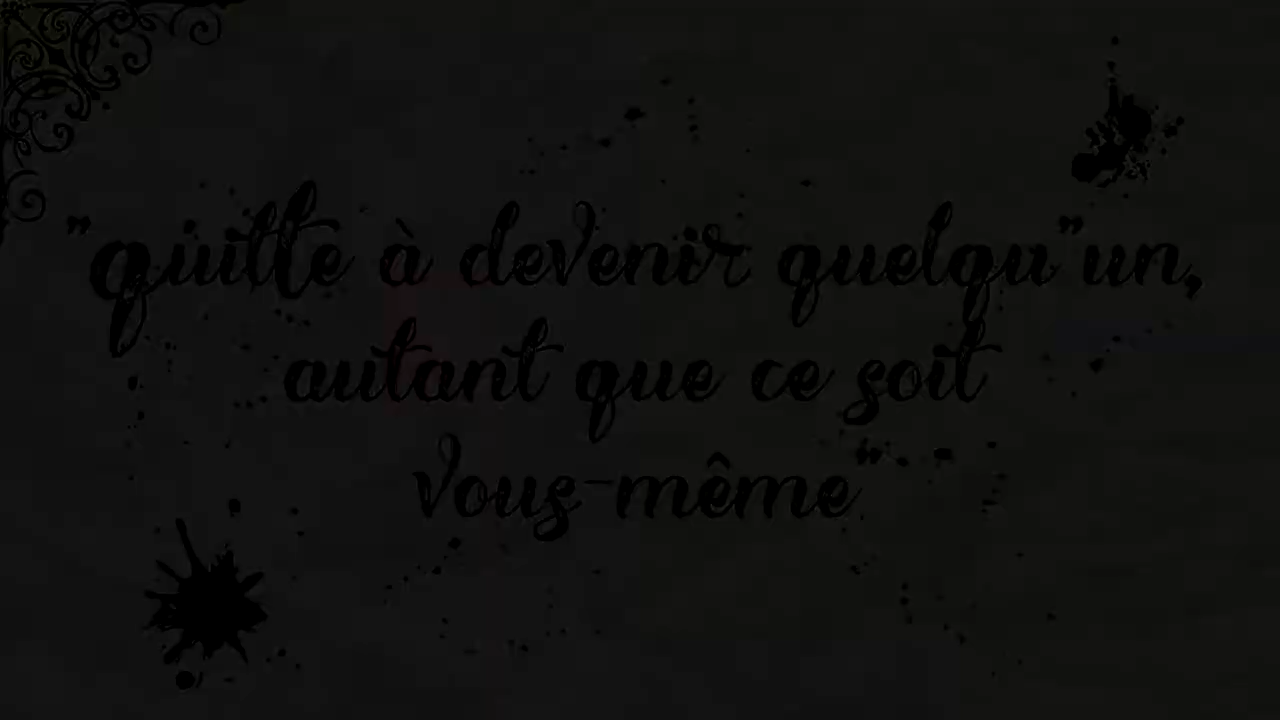 "quitte à devenir quelqu"un,
autant que ce soit
vous-même"